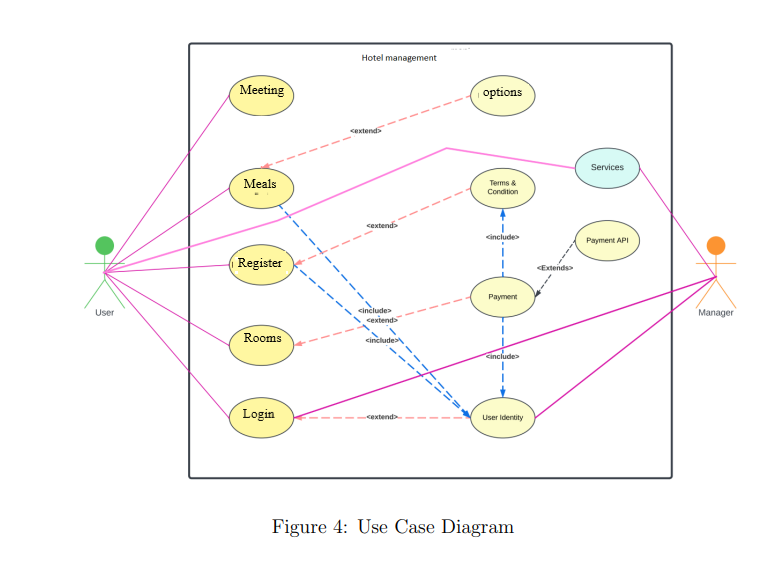 Hotel management
Meeting
options
<extend>
Meals
Terms &
Condition
Services
<extend>
<include>
Payment API
Register
<Extends>
Payment
User
Manager
<include>
<extend>
Rooms
<include>
<include>
Login
<extend>
User Identity
Figure 4: Use Case Diagram